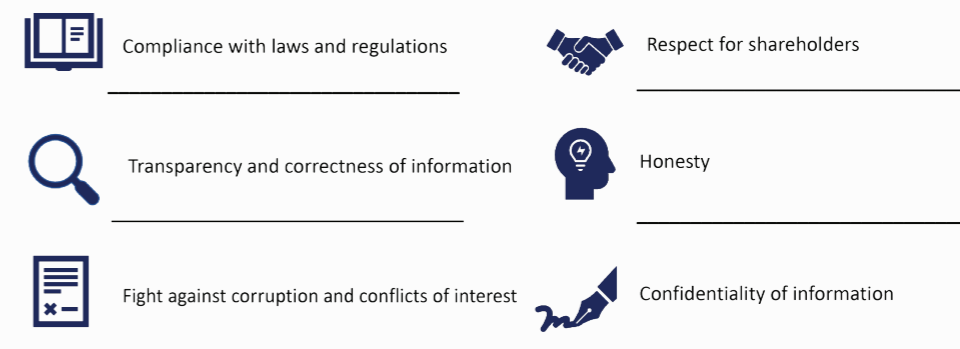 Compliance with laws and regulations
Respect for shareholders
Transparency and correctness of information
Honesty
Fight against corruption and conflicts of interest
Confidentiality of information